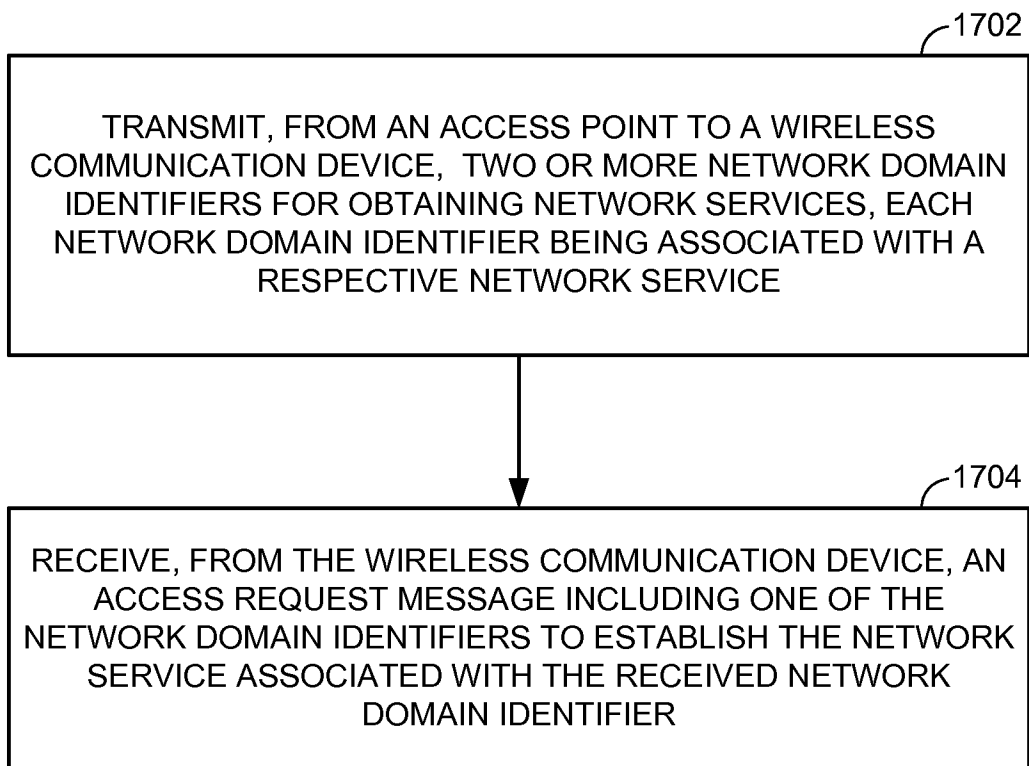 1702
TRANSMIT, FROM AN ACCESS POINT TO A WIRELESS
COMMUNICATION DEVICE, TWO OR MORE NETWORK DOMAIN
IDENTIFIERS FOR OBTAINING NETWORK SERVICES, EACH
NETWORK DOMAIN IDENTIFIER BEING ASSOCIATED WITH A
RESPECTIVE NETWORK SERVICE
1704
RECEIVE, FROM THE WIRELESS COMMUNICATION DEVICE, AN
ACCESS REQUEST MESSAGE INCLUDING ONE OF THE
NETWORK DOMAIN IDENTIFIERS TO ESTABLISH THE NETWORK
SERVICE ASSOCIATED WITH THE RECEIVED NETWORK
DOMAIN IDENTIFIER